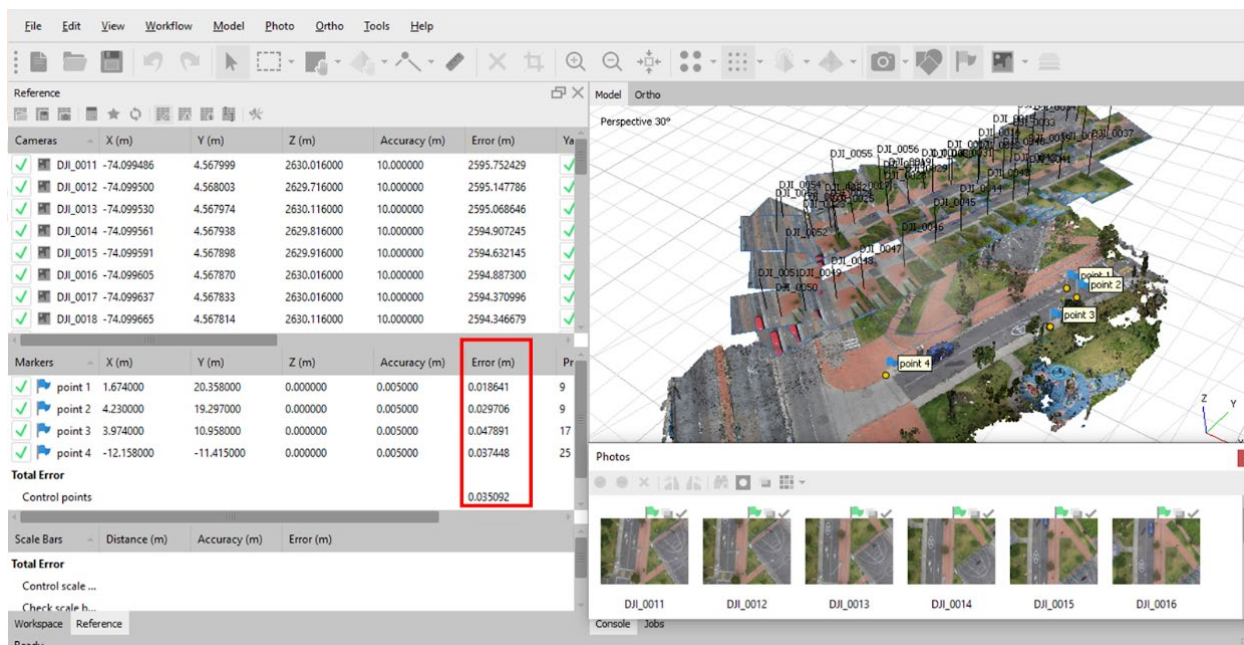 File Edit View Workflow Model Photo Ortho Tools Help
Reference
Cameras X (m) Y (m) Z (m) Accuracy (m) Error (m) Ya
DJI_0011 -74.099486 4.567999 2630.016000 10.000000 2595.752429
DJI_0012 -74.099500 4.568003 2629.716000 10.000000 2595.147786
DJI_0013 -74.099530 4.567974 2630.116000 10.000000 2595.068646
DJI_0014 -74.099561 4.567938 2629.816000 10.000000 2594.907245
DJI_0015 -74.099591 4.567898 2629.916000 10.000000 2594.632145
DJI_0016 -74.099605 4.567870 2630.016000 10.000000 2594.887300
DJI_0017 -74.099637 4.567833 2630.016000 10.000000 2594.370996
DJI_0018 -74.099665 4.567814 2630.116000 10.000000 2594.346679
Markers X (m) Y (m) Z (m) Accuracy (m) Error (m) Pr
point 1 1.674000 20.358000 0.000000 0.005000 0.018641 9
point 2 4.230000 19.297000 0.000000 0.005000 0.029706 9
point 3 3.974000 10.958000 0.000000 0.005000 0.047891 17
point 4 -12.158000 -11.415000 0.000000 0.005000 0.037448 25
Total Error
Control points 0.035092
Scale Bars Distance (m) Accuracy (m) Error (m)
Total Error
Control scale ...
Check scale b...
Workspace Reference
Model Ortho
Perspective 30°
DJI_0055 DJI_0056
DJI_0045
DJI_0052 DJI_0046
DJI_0047
DJI_0048
DJI_0051 DJI_0049
DJI_0050
point 1
point 2
point 3
point 4
Z
Y
Photos
DJI_0011 DJI_0012 DJI_0013 DJI_0014 DJI_0015 DJI_0016
Console Jobs